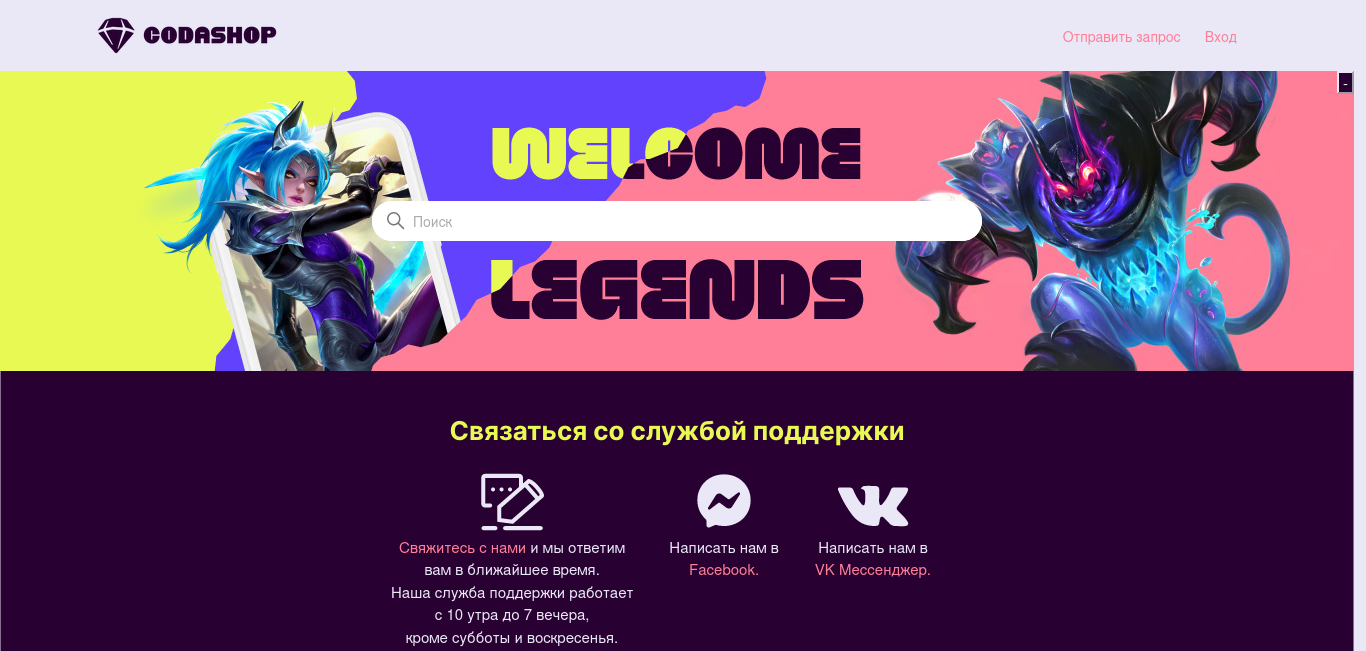 CODASHOP
Отправить запрос Вход
-
WELCOME
Поиск
LEGENDS
Связаться со службой поддержки
Свяжитесь с нами и мы ответим
вам в ближайшее время.
Наша служба поддержки работает
с 10 утра до 7 вечера,
кроме субботы и воскресенья.
Написать нам в
Facebook.
Написать нам в
VK Мессенджер.